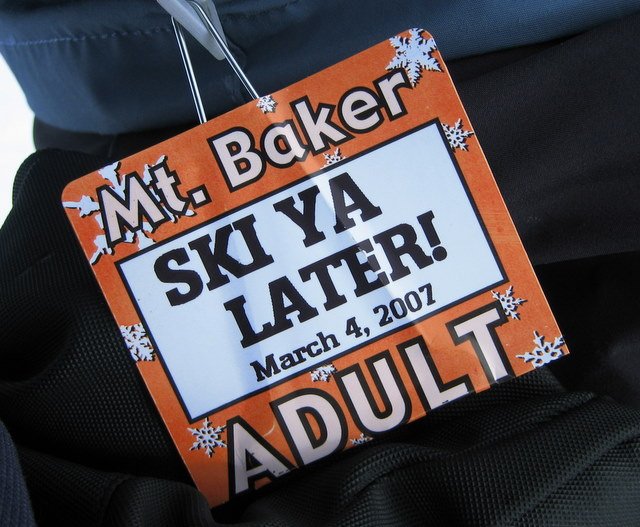 Mt. Baker
SKI YA
LATER!
March 4, 2007
ADULT